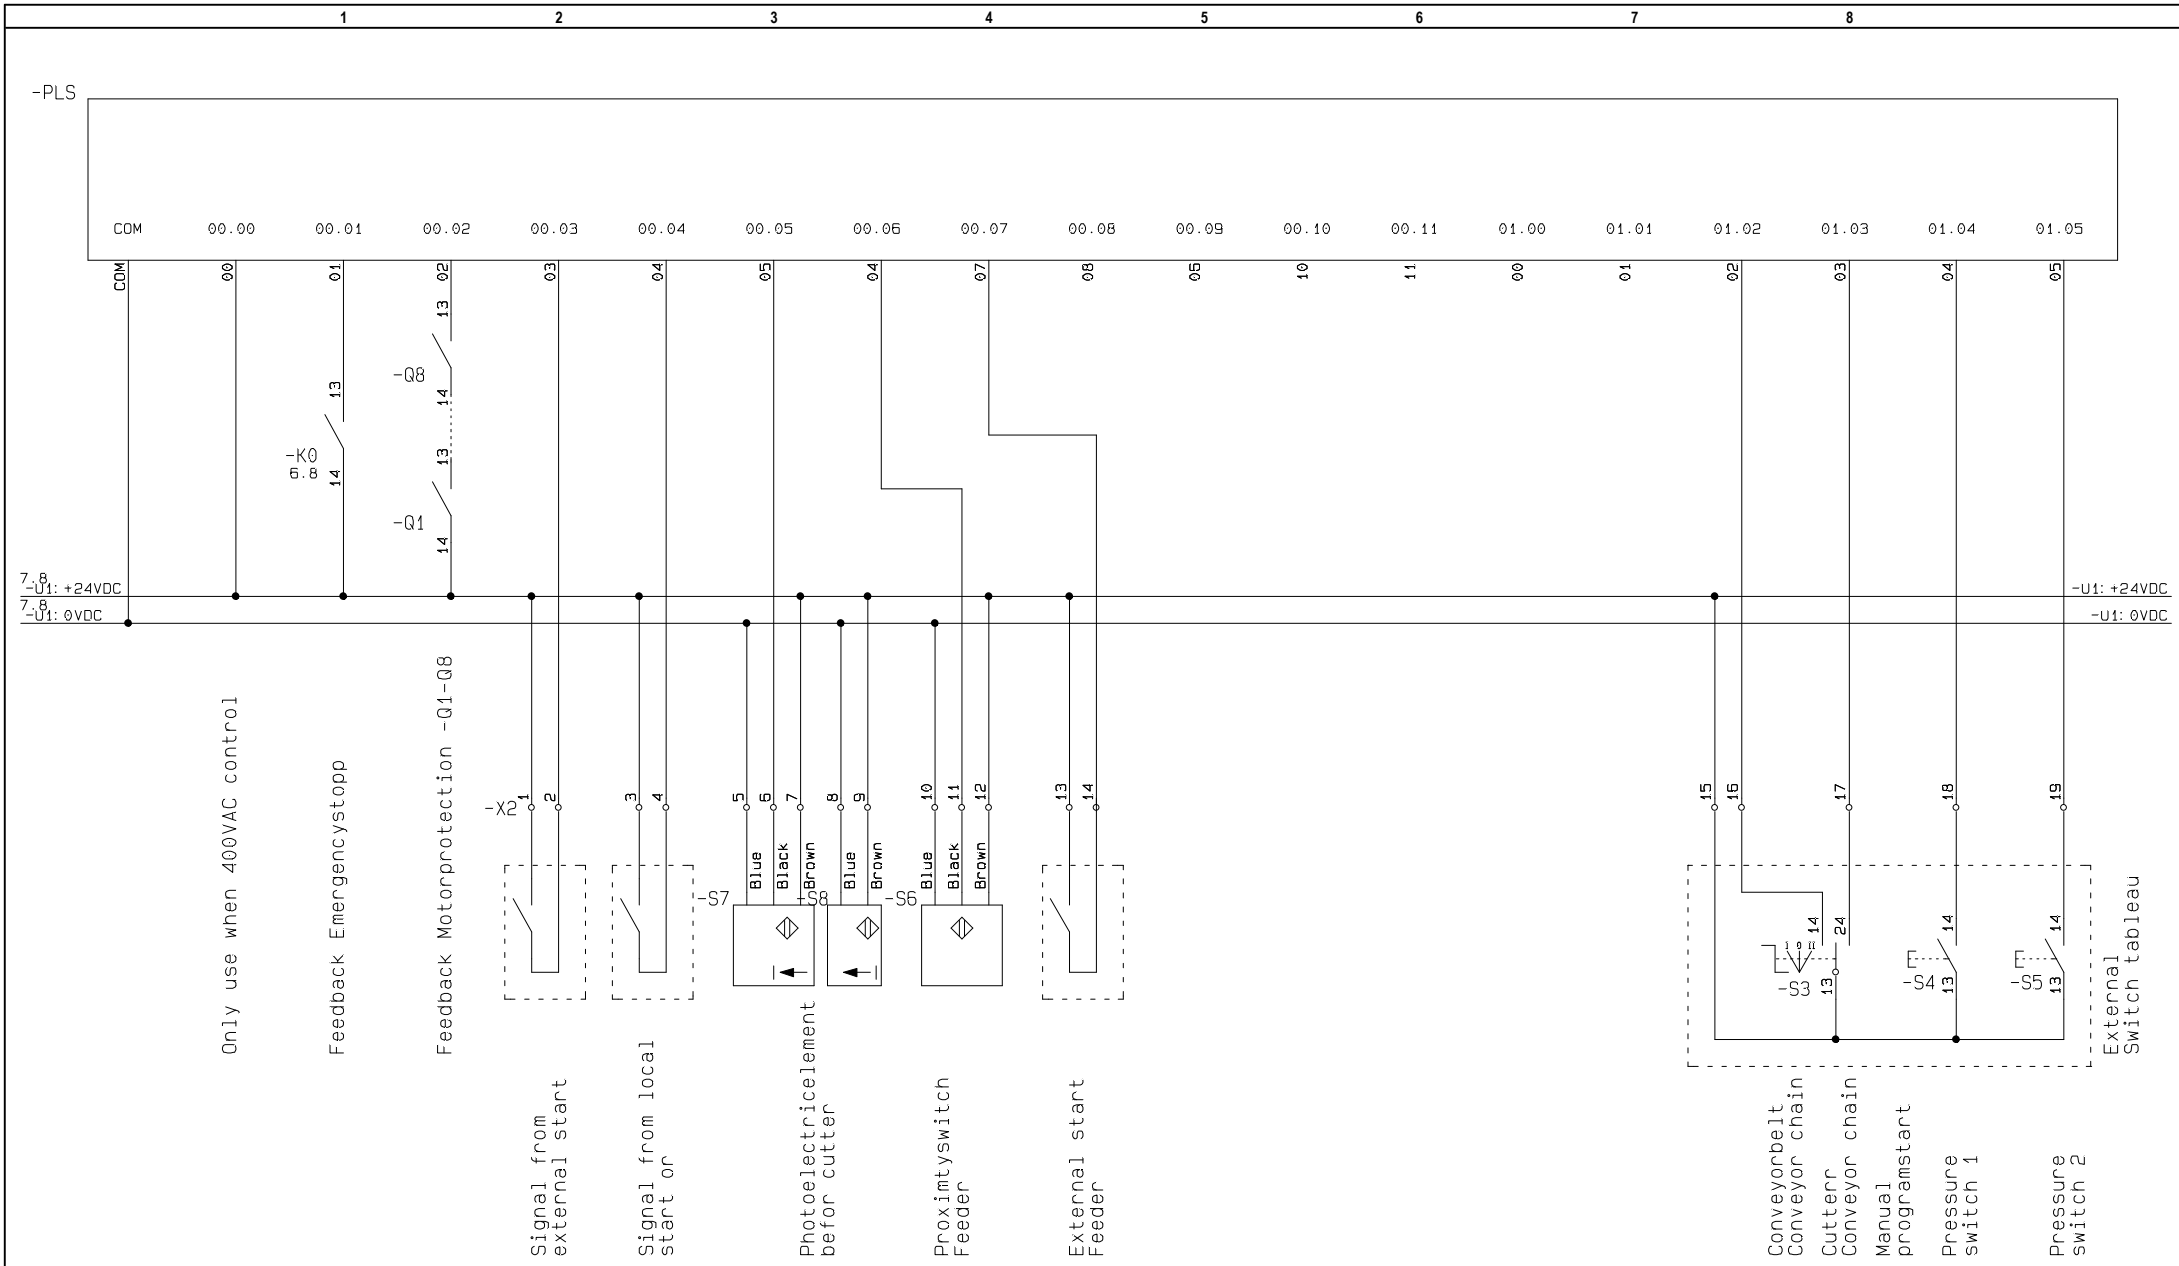 1 2 3 4 5 6 7 8
-PLS
COM 00.00 00.01 00.02 00.03 00.04 00.05 00.06 00.07 00.08 00.09 00.10 00.11 01.00 01.01 01.02 01.03 01.04 01.05
COM 00 01 02 03 04 05 04 07 08 05 10 11 00 01 02 03 04 05
13
-Q8
14
13
-K0
6.8
14
13
-Q1
14
7.8
-U1: +24VDC
7.8
-U1: 0VDC
-U1: +24VDC
-U1: 0VDC
Only use when 400VAC control
Feedback Emergencystopp
Feedback Motorprotection -Q1-Q8
-X2
1 2 3 4 5 6 7 8 9 10 11 12 13 14 15 16 17 18 19
Blue Black Brown Blue Brown Blue Black Brown
-S7
-S8
-S6
14 24 14 14
I 0 II
-S3
13
-S4
13
-S5
13
External
Switch tableau
Signal from
external start
Signal from local
start or
Photoelectricelement
befor cutter
Proximtyswitch
Feeder
External start
Feeder
Conveyorbelt
Conveyor chain
Cutterr
Conveyor chain
Manual
programstart
Pressure
switch 1
Pressure
switch 2